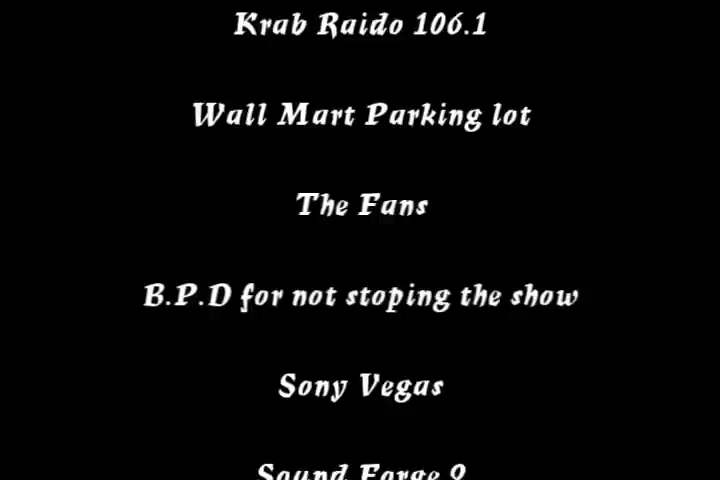 Krab Raido 106.1
Wall Mart Parking lot
The Fans
B.P.D for not stoping the show
Sony Vegas
Sound Forge 9